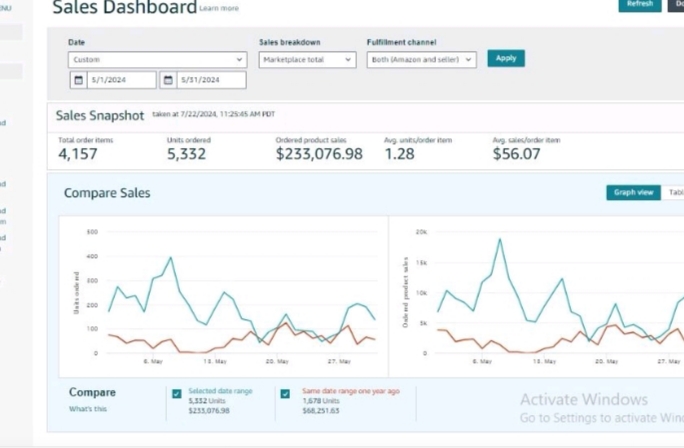 ENU
Sales Dashboard Learn more
Refresh
Do
Date
Sales breakdown
Fulfillment channel
Custom
Marketplace total
Both (Amazon and seller)
Apply
5/1/2024
5/31/2024
Sales Snapshot taken at 7/22/2024, 11:25:45 AM PDT
Total order items
Units ordered
Ordered product sales
Avg. units/order item
Avg. sales/order item
4,157
5,332
$233,076.98
1.28
$56.07
Compare Sales
Graph view
Tabl
Units ordered
500
400
300
200
100
0
6. May
13. May
20. May
27. May
Ordered product sales
20k
15k
10k
5k
0k
6. May
13. May
20. May
27. May
Compare
What's this
Selected date range
5,332 Units
$233,076.98
Same date range one year ago
1,678 Units
$68,251.63
Activate Windows
Go to Settings to activate Win